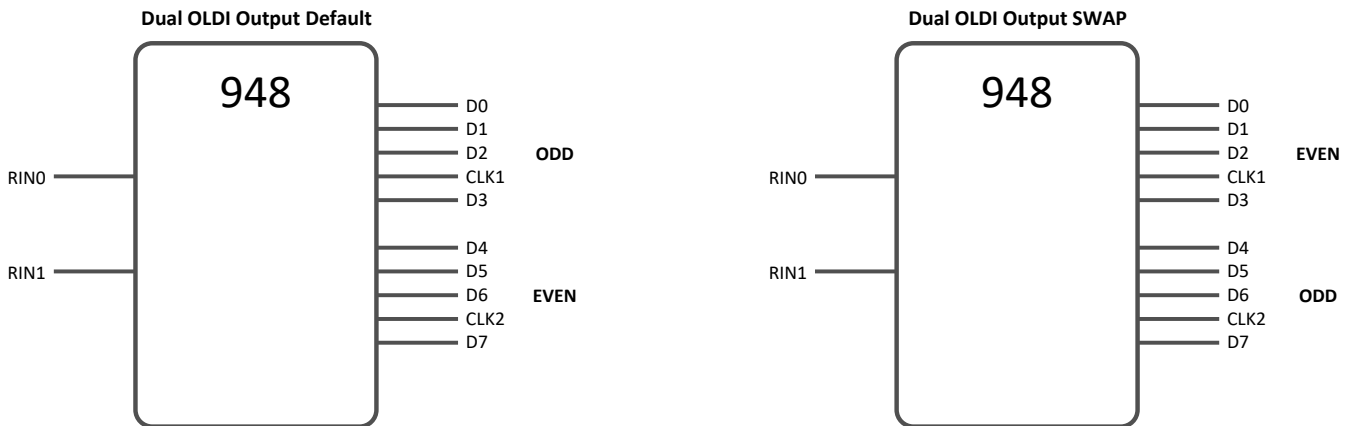 Dual OLDI Output Default
948
RIN0
RIN1
D0
D1
D2
CLK1
D3
ODD
D4
D5
D6
CLK2
D7
EVEN
Dual OLDI Output SWAP
948
RIN0
RIN1
D0
D1
D2
CLK1
D3
EVEN
D4
D5
D6
CLK2
D7
ODD